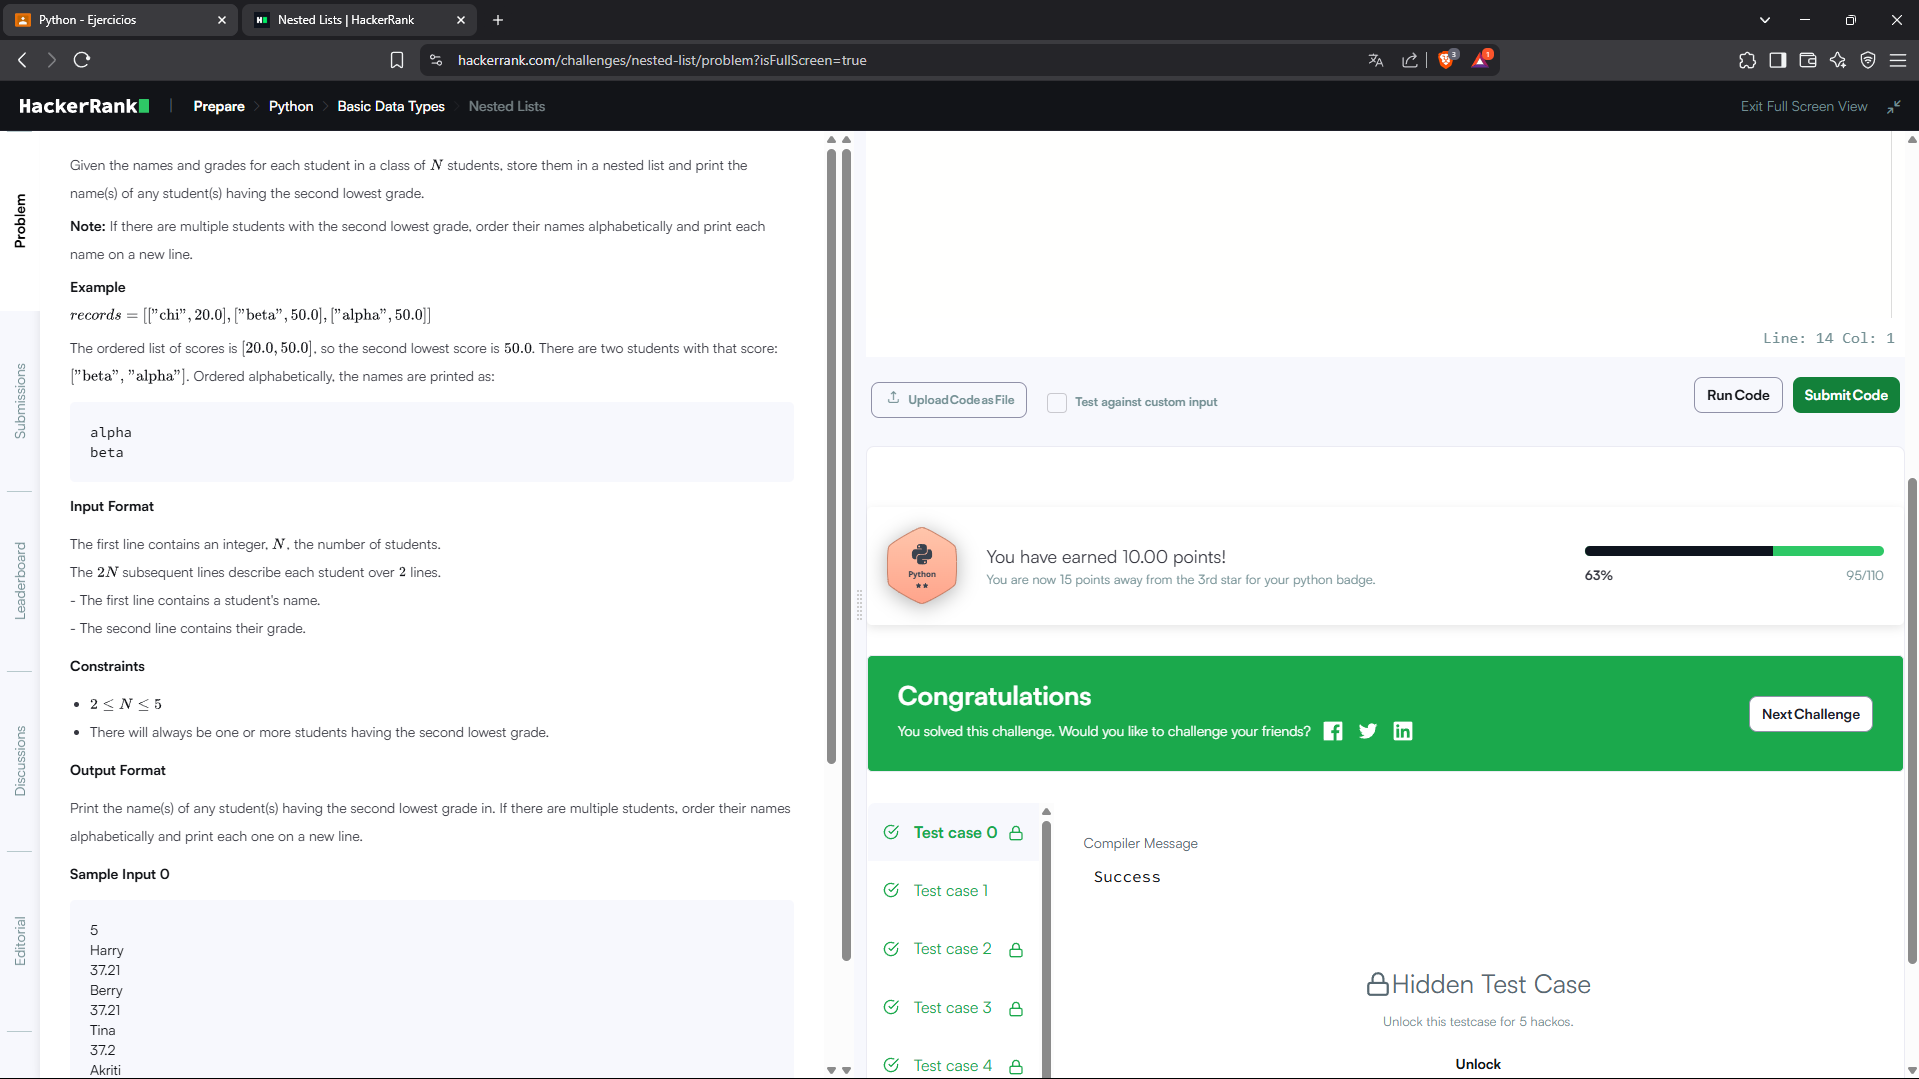 Python - Ejercicios
Nested Lists | HackerRank
hackerrank.com/challenges/nested-list/problem?isFullScreen=true
3
1
HackerRank
Prepare
Python
Basic Data Types
Nested Lists
Exit Full Screen View
Problem
Submissions
Leaderboard
Discussions
Editorial
Given the names and grades for each student in a class of N students, store them in a nested list and print the
name(s) of any student(s) having the second lowest grade.
Note: If there are multiple students with the second lowest grade, order their names alphabetically and print each
name on a new line.
Example
records = [["chi", 20.0], ["beta", 50.0], ["alpha", 50.0]]
The ordered list of scores is [20.0, 50.0], so the second lowest score is 50.0. There are two students with that score:
["beta", "alpha"]. Ordered alphabetically, the names are printed as:
alpha
beta
Input Format
The first line contains an integer, N, the number of students.
The 2N subsequent lines describe each student over 2 lines.
- The first line contains a student's name.
- The second line contains their grade.
Constraints
• 2 ≤ N ≤ 5
• There will always be one or more students having the second lowest grade.
Output Format
Print the name(s) of any student(s) having the second lowest grade in. If there are multiple students, order their names
alphabetically and print each one on a new line.
Sample Input 0
5
Harry
37.21
Berry
37.21
Tina
37.2
Akriti
Line: 14 Col: 1
Upload Code as File
Test against custom input
Run Code
Submit Code
Python
You have earned 10.00 points!
You are now 15 points away from the 3rd star for your python badge.
63%
95/110
Congratulations
You solved this challenge. Would you like to challenge your friends?
Next Challenge
Test case 0
Test case 1
Test case 2
Test case 3
Test case 4
Compiler Message
Success
Hidden Test Case
Unlock this testcase for 5 hackos.
Unlock